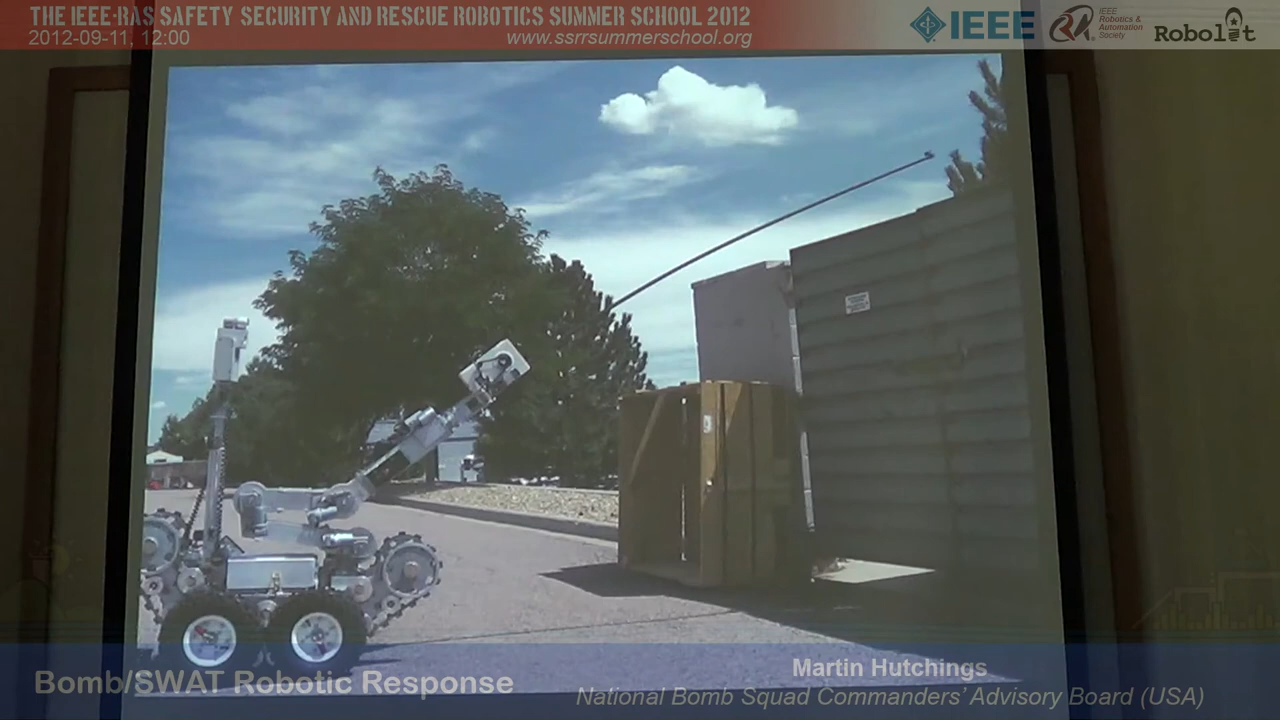 THE IEEE-RAS SAFETY SECURITY AND RESCUE ROBOTICS SUMMER SCHOOL 2012
2012-09-11, 12:00
www.ssrrsummerschool.org
IEEE
IEEE
Robotics &
Automation
Society
Robolit
Bomb/SWAT Robotic Response
Martin Hutchings
National Bomb Squad Commanders' Advisory Board (USA)